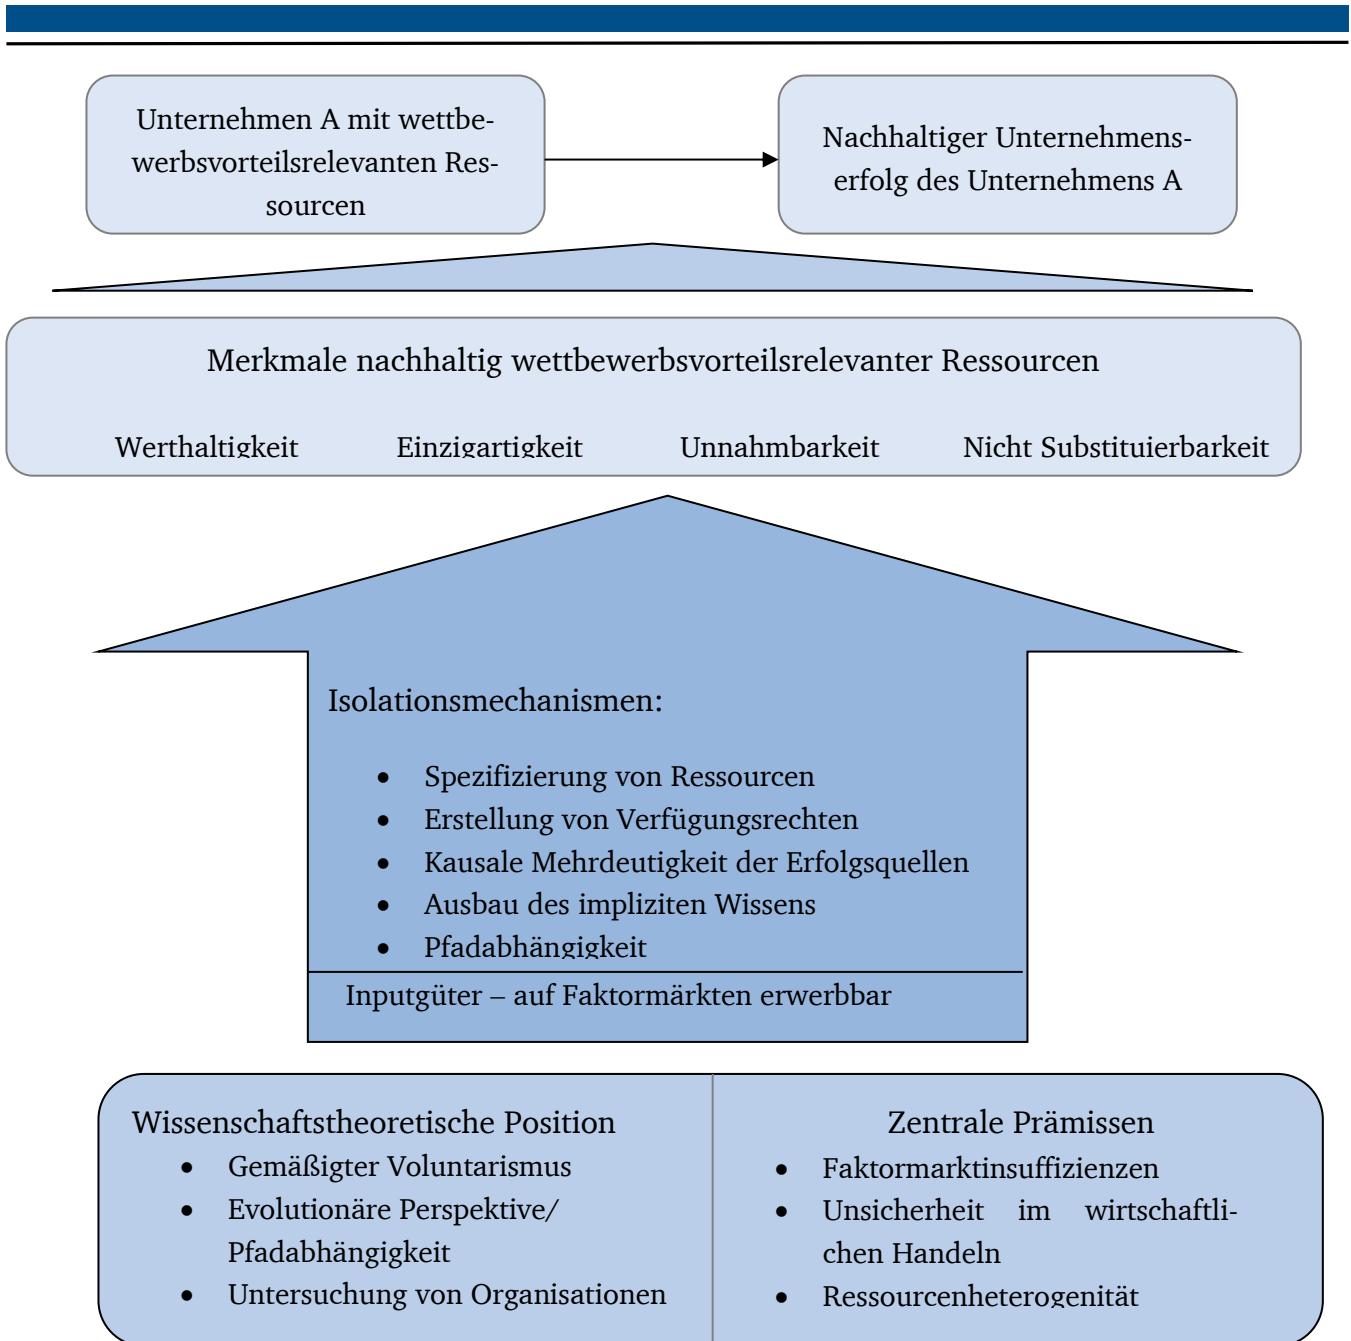 Unternehmen A mit wettbe-
werbsvorteilsrelevanten Res-
sourcen
Nachhaltiger Unternehmens-
erfolg des Unternehmens A
Merkmale nachhaltig wettbewerbsvorteilsrelevanter Ressourcen
Werthaltigkeit Einzigartigkeit Unnahmbarkeit Nicht Substituierbarkeit
Isolationsmechanismen:
• Spezifizierung von Ressourcen
• Erstellung von Verfügungsrechten
• Kausale Mehrdeutigkeit der Erfolgsquellen
• Ausbau des impliziten Wissens
• Pfadabhängigkeit
Inputgüter – auf Faktormärkten erwerbbar
Wissenschaftstheoretische Position
• Gemäßigter Voluntarismus
• Evolutionäre Perspektive/
Pfadabhängigkeit
• Untersuchung von Organisationen
Zentrale Prämissen
• Faktormarktinsuffizienzen
• Unsicherheit im wirtschaftli-
chen Handeln
• Ressourcenheterogenität